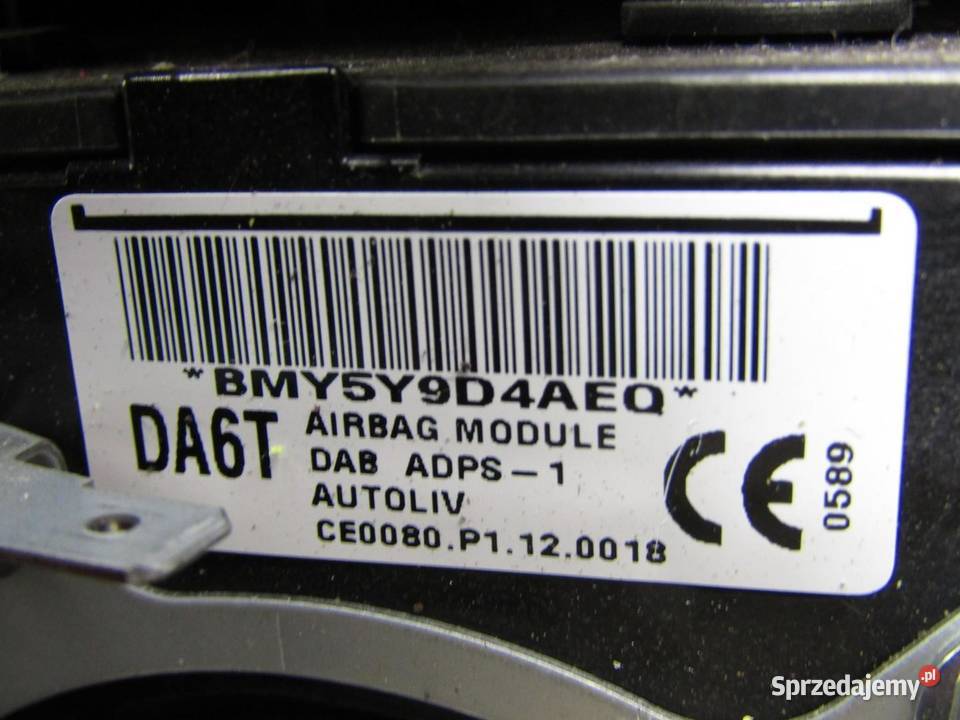 *BMY5Y9D4AEQ*
DA6T
AIRBAG MODULE
DAB ADPS-1
AUTOLIV
CE0080.P1.12.0018
CE
0589
Sprzedajemy.pl